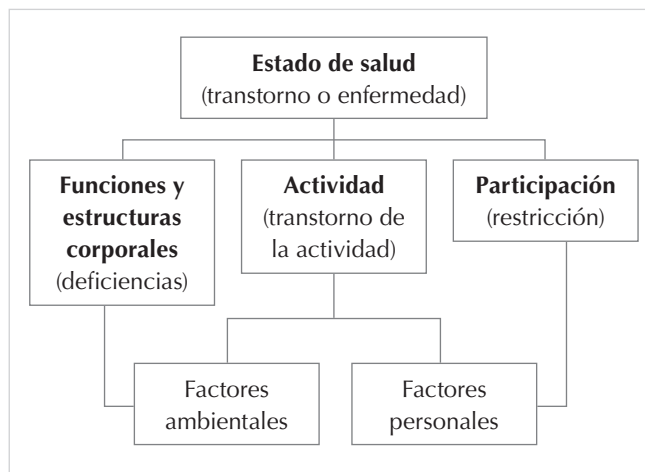 Estado de salud
(transtorno o enfermedad)
Funciones y
estructuras
corporales
(deficiencias)
Actividad
(transtorno de
la actividad)
Participación
(restricción)
Factores
ambientales
Factores
personales